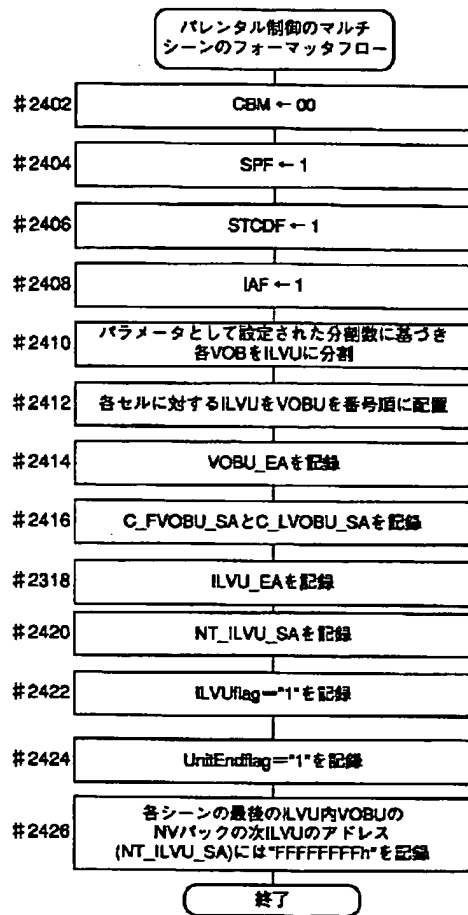 パレンタル制御のマルチ
シーンのフォーマッタフロー
#2402
CBM ← 00
#2404
SPF ← 1
#2406
STCDF ← 1
#2408
IAF ← 1
#2410
パラメータとして設定された分割数に基づき
各VOBをILVUに分割
#2412
各セルに対するILVUをVOBUを番号順に配置
#2414
VOBU_EAを記録
#2416
C_FVOBU_SAとC_LVOBU_SAを記録
#2318
ILVU_EAを記録
#2420
NT_ILVU_SAを記録
#2422
ILVUflag="1"を記録
#2424
UnitEndflag="1"を記録
#2426
各シーンの最後のILVU内VOBUの
NVパックの次ILVUのアドレス
(NT_ILVU_SA)には"FFFFFFFFh"を記録
終了